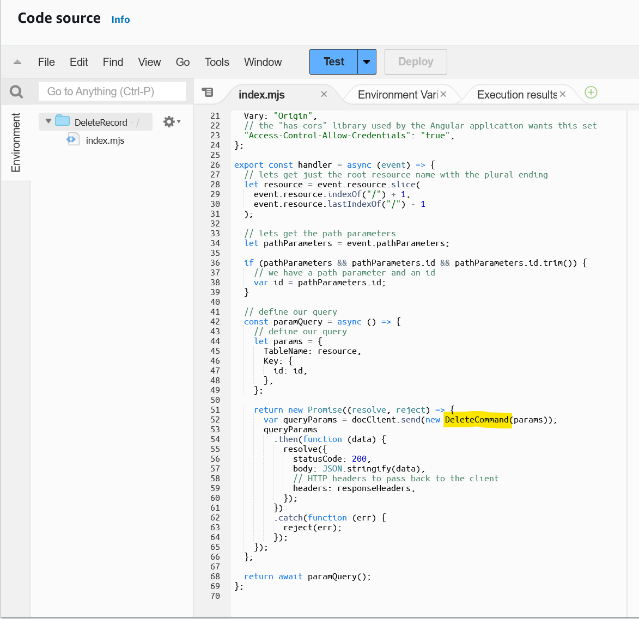 Code source Info
File Edit Find View Go Tools Window Test Deploy
Go to Anything (Ctrl-P)
index.mjs Environment Vari Execution results
Environment
DeleteRecord - /
index.mjs
21 Vary: "Origin",
22 // the "has-cors" library used by the Angular application wants this set
23 "Access-Control-Allow-Credentials": "true",
24 };
25
26 export const handler = async (event) => {
27 // lets get just the root resource name with the plural ending
28 let resource = event.resource.slice(
29 event.resource.indexOf("/") + 1,
30 event.resource.lastIndexOf("/") - 1
31 );
32
33 // lets get the path parameters
34 let pathParameters = event.pathParameters;
35
36 if (pathParameters && pathParameters.id && pathParameters.id.trim()) {
37 // we have a path parameter and an id
38 var id = pathParameters.id;
39 }
40
41 // define our query
42 const paramQuery = async () => {
43 // define our query
44 let params = {
45 TableName: resource,
46 Key: {
47 id: id,
48 },
49 };
50
51 return new Promise((resolve, reject) => {
52 var queryParams = docClient.send(new DeleteCommand(params));
53 queryParams
54 .then(function (data) {
55 resolve({
56 statusCode: 200,
57 body: JSON.stringify(data),
58 // HTTP headers to pass back to the client
59 headers: responseHeaders,
60 });
61 })
62 .catch(function (err) {
63 reject(err);
64 });
65 });
66 };
67
68 return await paramQuery();
69 };
70